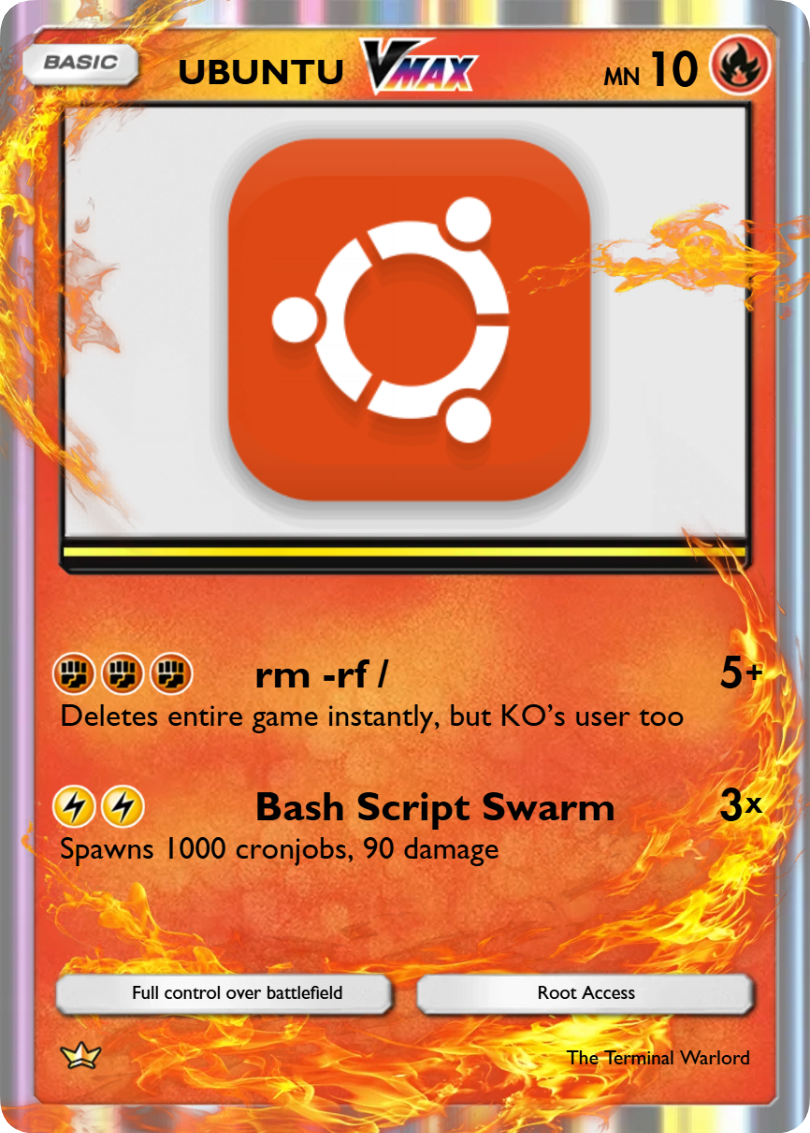 BASIC
UBUNTU VMAX MN 10
rm -rf / 5+
Deletes entire game instantly, but KO’s user too
Bash Script Swarm 3x
Spawns 1000 cronjobs, 90 damage
Full control over battlefield
Root Access
The Terminal Warlord